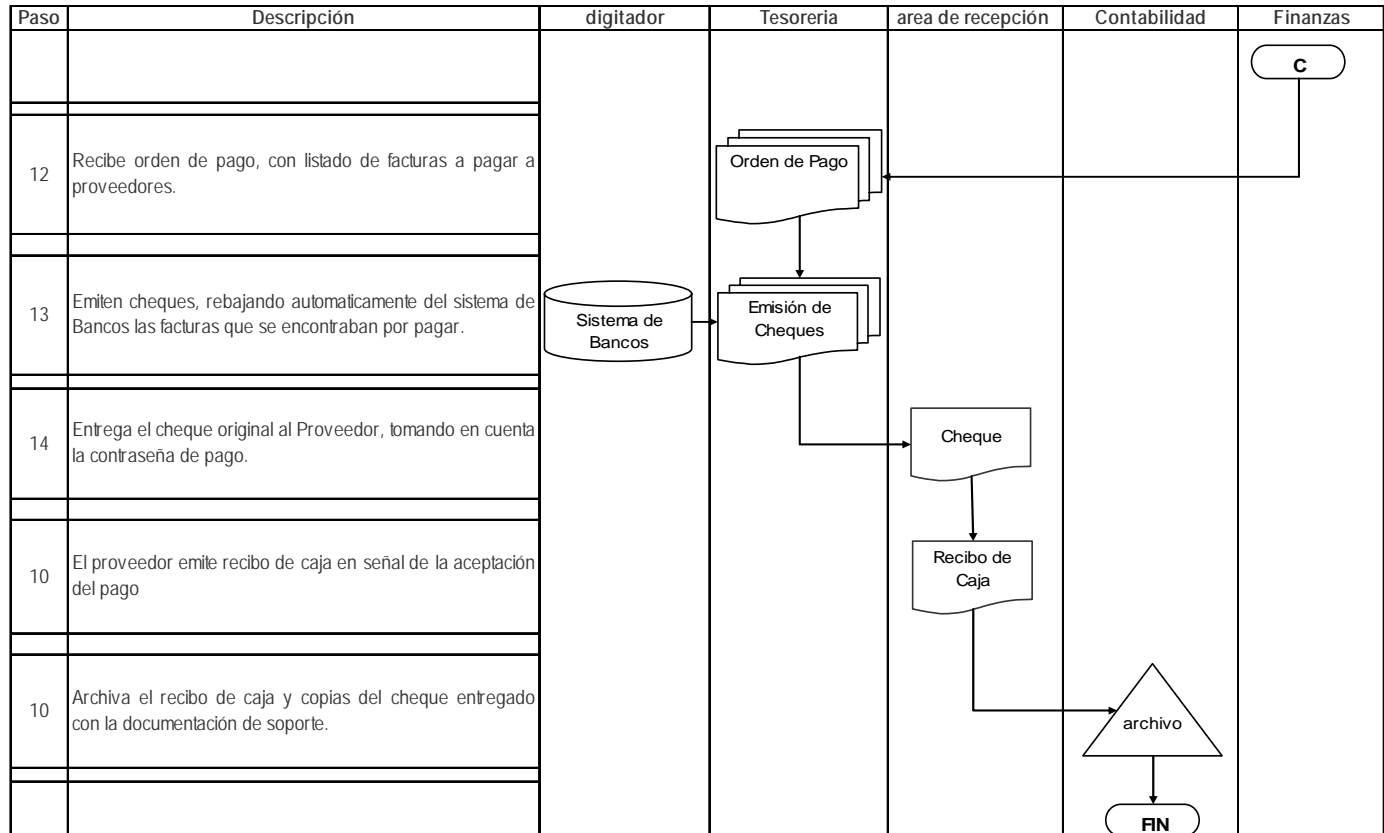 Paso Descripción digitador Tesoreria area de recepción Contabilidad Finanzas
C
12
Recibe orden de pago, con listado de facturas a pagar a
proveedores.
Orden de Pago
13
Emiten cheques, rebajando automaticamente del sistema de
Bancos las facturas que se encontraban por pagar.
Sistema de
Bancos
Emisión de
Cheques
14
Entrega el cheque original al Proveedor, tomando en cuenta
la contraseña de pago.
Cheque
10
El proveedor emite recibo de caja en señal de la aceptación
del pago
Recibo de
Caja
10
Archiva el recibo de caja y copias del cheque entregado
con la documentación de soporte.
archivo
FIN